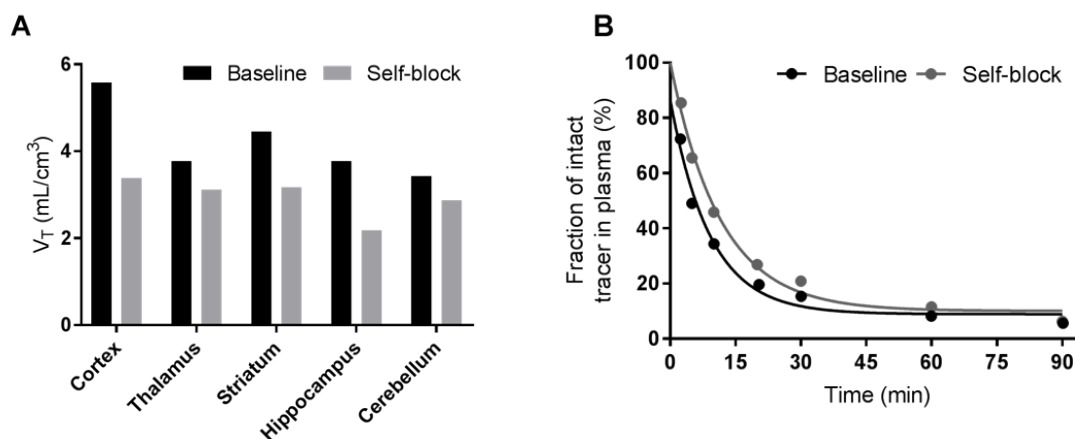 A
Baseline
Self-block
V_T (mL/cm³)
6
4
2
0
Cortex
Thalamus
Striatum
Hippocampus
Cerebellum
B
Baseline
Self-block
Fraction of intact
tracer in plasma (%)
100
80
60
40
20
0
0 15 30 45 60 75 90
Time (min)